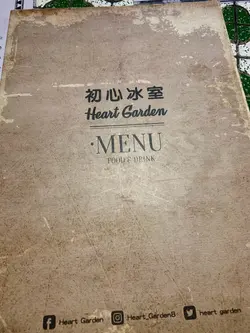 初心冰室
Heart Garden
·MENU
FOOD & DRINK
Heart Garden
Heart_Garden8
heart garden